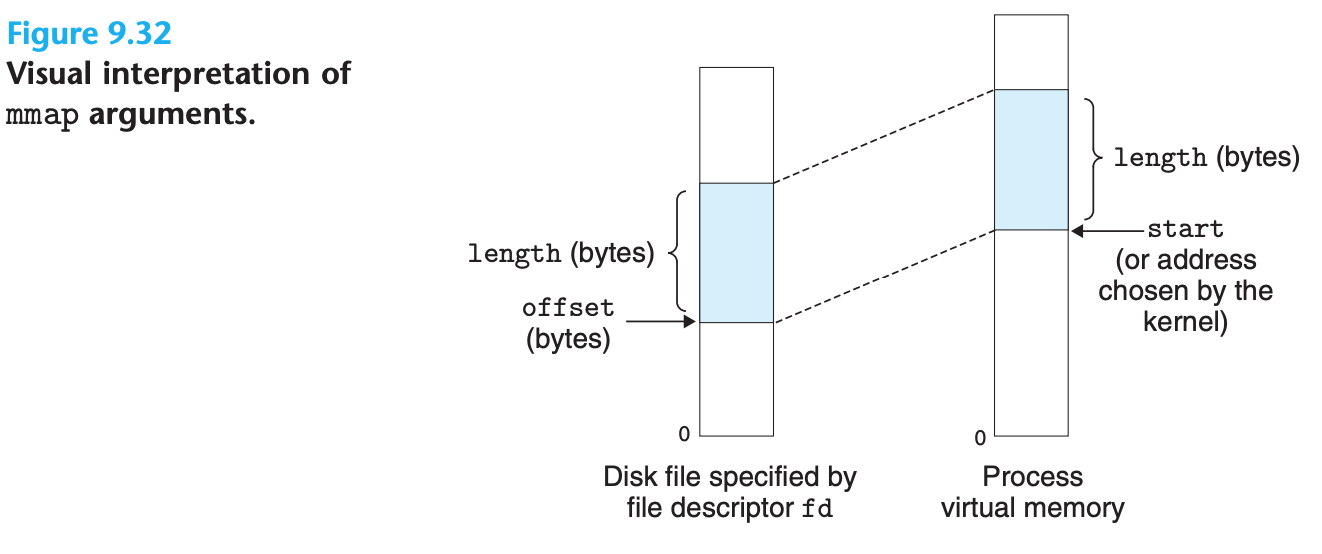 Figure 9.32
Visual interpretation of
mmap arguments.
length (bytes)
offset
(bytes)
0
Disk file specified by
file descriptor fd
length (bytes)
start
(or address
chosen by the
kernel)
0
Process
virtual memory